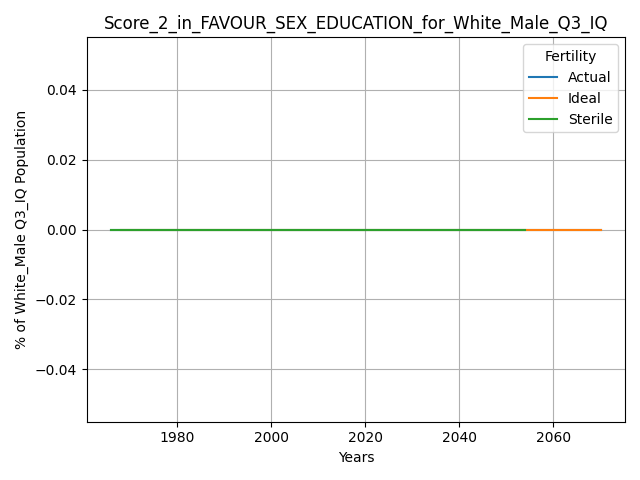 Score_2_in_FAVOUR_SEX_EDUCATION_for_White_Male_Q3_IQ
Fertility
Actual
Ideal
Sterile
% of White_Male Q3_IQ Population
0.04
0.02
0.00
−0.02
−0.04
1980 2000 2020 2040 2060
Years